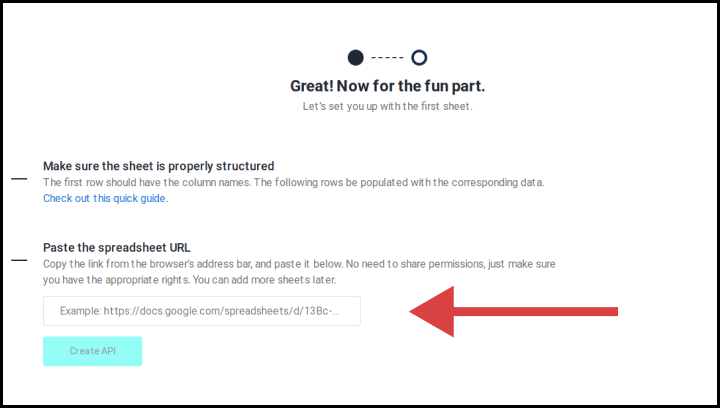 Great! Now for the fun part.
Let's set you up with the first sheet.
Make sure the sheet is properly structured
The first row should have the column names. The following rows be populated with the corresponding data.
Check out this quick guide.
Paste the spreadsheet URL
Copy the link from the browser's address bar, and paste it below. No need to share permissions, just make sure
you have the appropriate rights. You can add more sheets later.
Example: https://docs.google.com/spreadsheets/d/13Bc-...
Create API